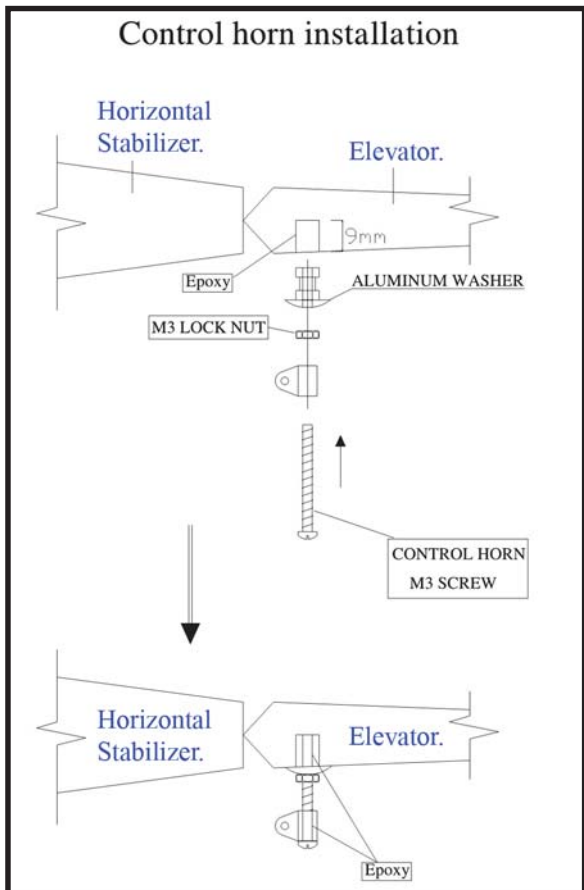 Control horn installation
Horizontal
Stabilizer.
Elevator.
9mm
Epoxy
ALUMINUM WASHER
M3 LOCK NUT
CONTROL HORN
M3 SCREW
Horizontal
Stabilizer.
Elevator.
Epoxy